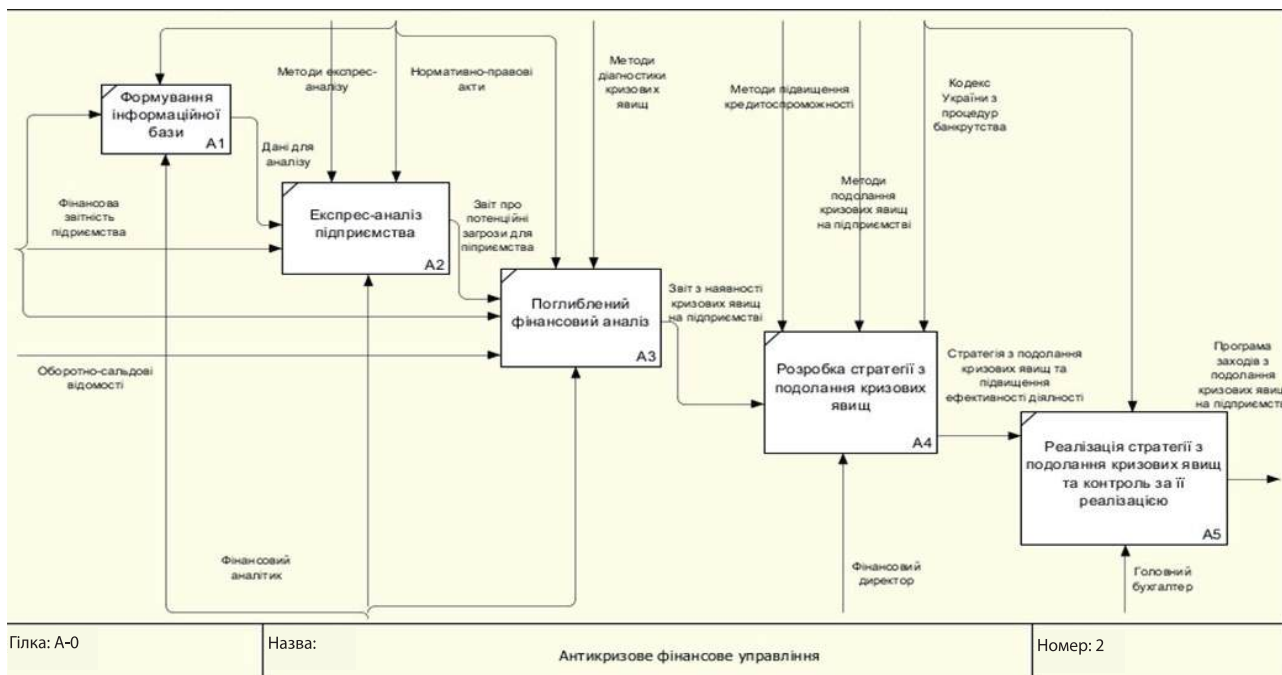 Формування
інформаційної
бази
A1
Методи експрес-
аналізу
Нормативно-правові
акти
Методи
діагностики
кризових
явищ
Методи підвищення
кредитоспроможності
Кодекс
України з
процедур
банкрутства
Дані для
аналізу
Фінансова
звітність
підриємства
Експрес-аналіз
підприємства
A2
Звіт про
потенційні
загрози для
піприємства
Методи
подолання
кризових явищ
на підприємстві
Поглиблений
фінансовий аналіз
A3
Звіт з наявності
кризових явищ
на підприємстві
Оборотно-сальдові
відомості
Розробка стратегії з
подолання кризових
явищ
A4
Стратегія з подолання
кризових явищ та
підвищення
ефективності діялності
Програма
заходів з
подолання
кризових явищ
на підприємстві
Реалізація стратегії з
подолання кризових явищ
та контроль за її
реалізацією
A5
Фінансовий
аналітик
Фінансовий
директор
Головний
бухгалтер
Гілка: А-0
Назва:
Антикризове фінансове управління
Номер: 2